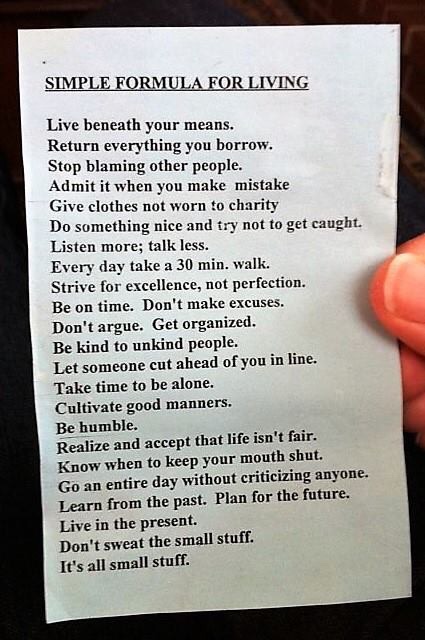 SIMPLE FORMULA FOR LIVING
Live beneath your means.
Return everything you borrow.
Stop blaming other people.
Admit it when you make mistake
Give clothes not worn to charity
Do something nice and try not to get caught.
Listen more; talk less.
Every day take a 30 min. walk.
Strive for excellence, not perfection.
Be on time. Don't make excuses.
Don't argue. Get organized.
Be kind to unkind people.
Let someone cut ahead of you in line.
Take time to be alone.
Cultivate good manners.
Be humble.
Realize and accept that life isn't fair.
Know when to keep your mouth shut.
Go an entire day without criticizing anyone.
Learn from the past. Plan for the future.
Live in the present.
Don't sweat the small stuff.
It's all small stuff.